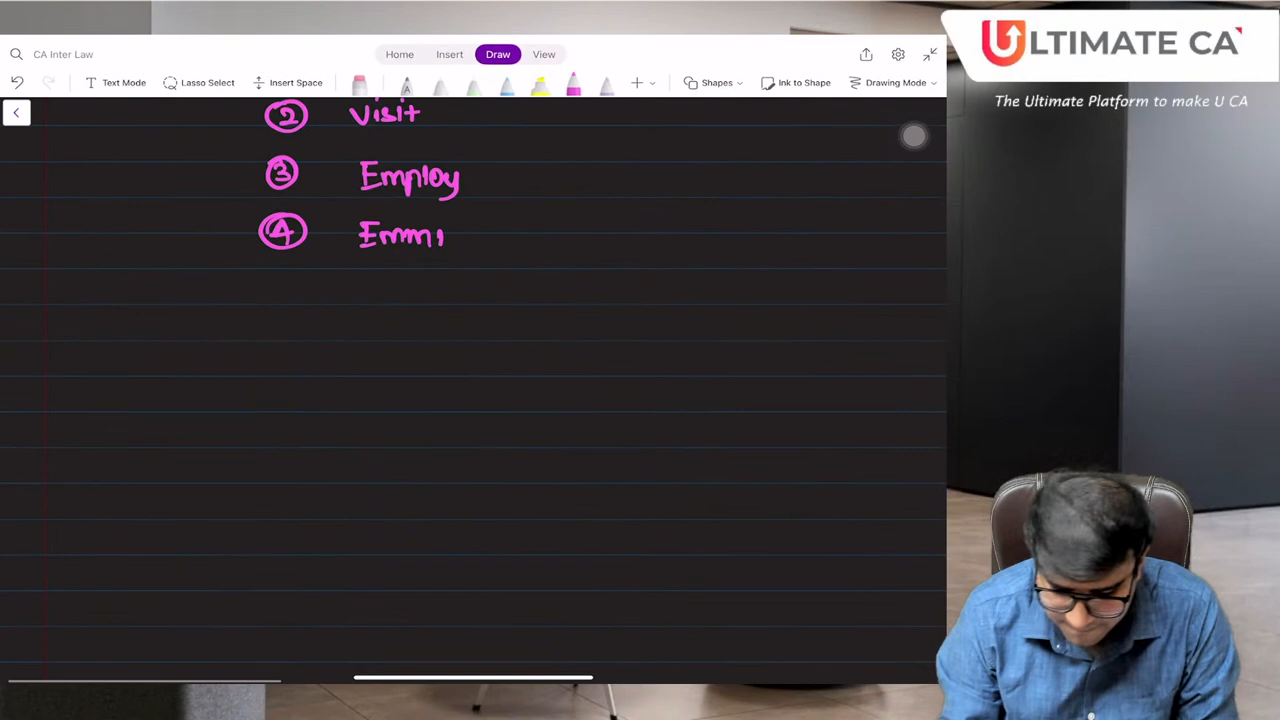 ULTIMATE CA
The Ultimate Platform to make U CA
CA Inter Law
Home Insert Draw View
Text Mode Lasso Select Insert Space Shapes Ink to Shape Drawing Mode
2 Visit
3 Employ
4 Emmi